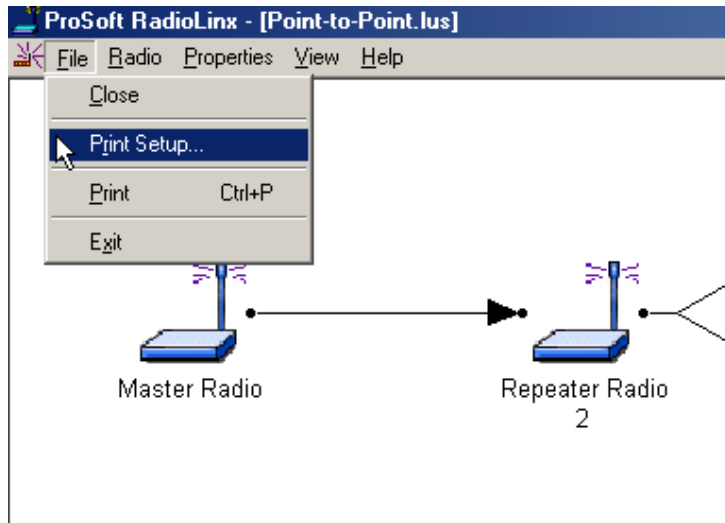 ProSoft RadioLinx - [Point-to-Point.lus]
File Radio Properties View Help
Close
Print Setup...
Print Ctrl+P
Exit
Master Radio
Repeater Radio
2